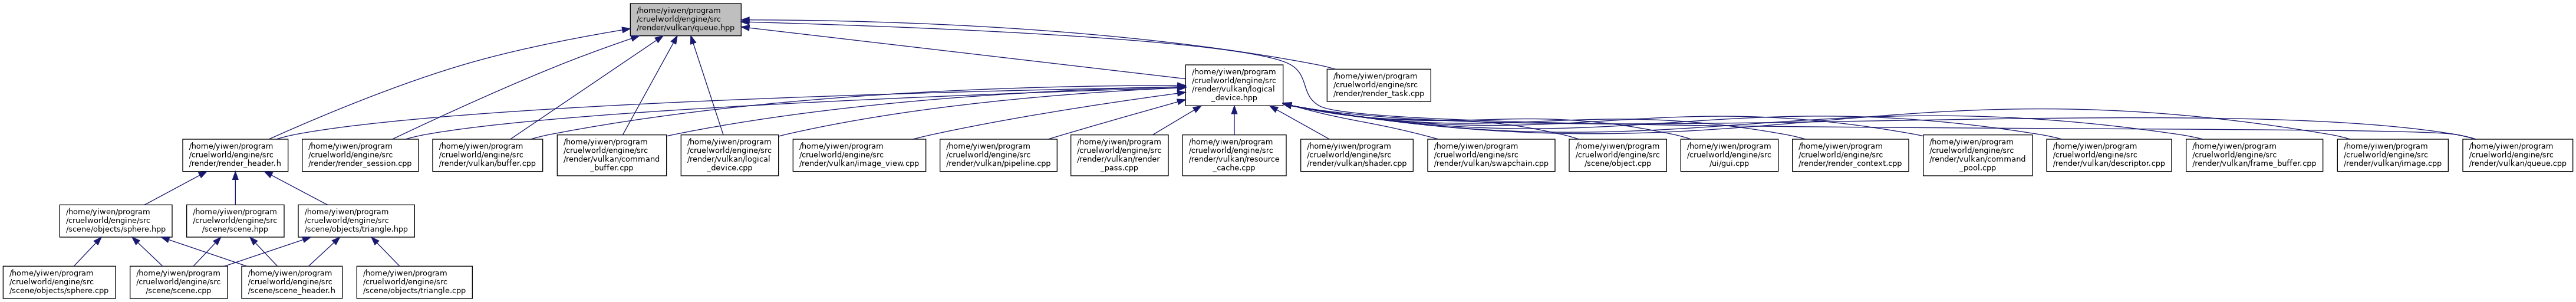 /home/yiwen/program
/cruelworld/engine/src
/render/vulkan/queue.hpp
/home/yiwen/program
/cruelworld/engine/src
/render/vulkan/logical
_device.hpp
/home/yiwen/program
/cruelworld/engine/src
/render/render_task.cpp
/home/yiwen/program
/cruelworld/engine/src
/render/render_header.h
/home/yiwen/program
/cruelworld/engine/src
/render/render_session.cpp
/home/yiwen/program
/cruelworld/engine/src
/render/vulkan/buffer.cpp
/home/yiwen/program
/cruelworld/engine/src
/render/vulkan/command
_buffer.cpp
/home/yiwen/program
/cruelworld/engine/src
/render/vulkan/logical
_device.cpp
/home/yiwen/program
/cruelworld/engine/src
/render/vulkan/image_view.cpp
/home/yiwen/program
/cruelworld/engine/src
/render/vulkan/pipeline.cpp
/home/yiwen/program
/cruelworld/engine/src
/render/vulkan/render
_pass.cpp
/home/yiwen/program
/cruelworld/engine/src
/render/vulkan/resource
_cache.cpp
/home/yiwen/program
/cruelworld/engine/src
/render/vulkan/shader.cpp
/home/yiwen/program
/cruelworld/engine/src
/render/vulkan/swapchain.cpp
/home/yiwen/program
/cruelworld/engine/src
/scene/object.cpp
/home/yiwen/program
/cruelworld/engine/src
/ui/gui.cpp
/home/yiwen/program
/cruelworld/engine/src
/render/render_context.cpp
/home/yiwen/program
/cruelworld/engine/src
/render/vulkan/command
_pool.cpp
/home/yiwen/program
/cruelworld/engine/src
/render/vulkan/descriptor.cpp
/home/yiwen/program
/cruelworld/engine/src
/render/vulkan/frame_buffer.cpp
/home/yiwen/program
/cruelworld/engine/src
/render/vulkan/image.cpp
/home/yiwen/program
/cruelworld/engine/src
/render/vulkan/queue.cpp
/home/yiwen/program
/cruelworld/engine/src
/scene/objects/sphere.hpp
/home/yiwen/program
/cruelworld/engine/src
/scene/scene.hpp
/home/yiwen/program
/cruelworld/engine/src
/scene/objects/triangle.hpp
/home/yiwen/program
/cruelworld/engine/src
/scene/objects/sphere.cpp
/home/yiwen/program
/cruelworld/engine/src
/scene/scene.cpp
/home/yiwen/program
/cruelworld/engine/src
/scene/scene_header.h
/home/yiwen/program
/cruelworld/engine/src
/scene/objects/triangle.cpp